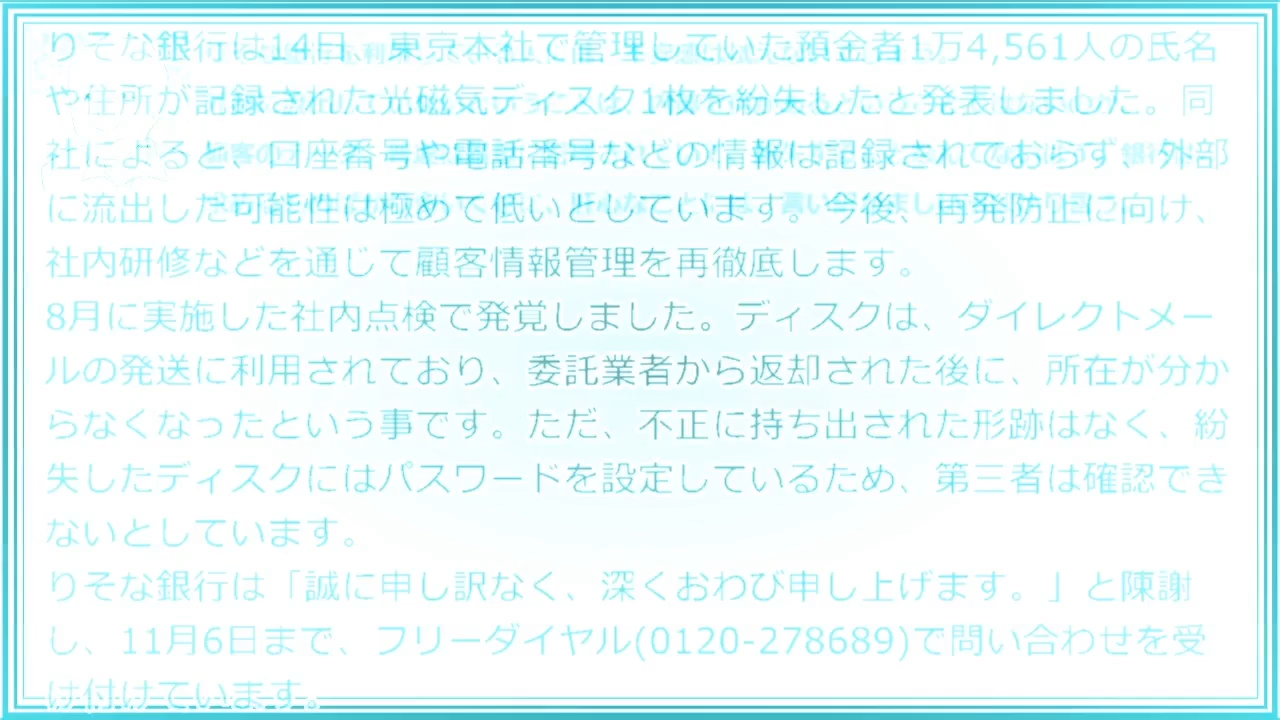 りそな銀行は14日、東京本社で管理していた預金者1万4,561人の氏名
や住所が記録された光磁気ディスク1枚を紛失したと発表しました。同
社によると、口座番号や電話番号などの情報は記録されておらず、外部
に流出した可能性は極めて低いとしています。今後、再発防止に向け、
社内研修などを通じて顧客情報管理を再徹底します。
8月に実施した社内点検で発覚しました。ディスクは、ダイレクトメー
ルの発送に利用されており、委託業者から返却された後に、所在が分か
らなくなったという事です。ただ、不正に持ち出された形跡はなく、紛
失したディスクにはパスワードを設定しているため、第三者は確認でき
ないとしています。
りそな銀行は「誠に申し訳なく、深くおわび申し上げます。」と陳謝
し、11月6日まで、フリーダイヤル(0120-278689)で問い合わせを受
け付けています。